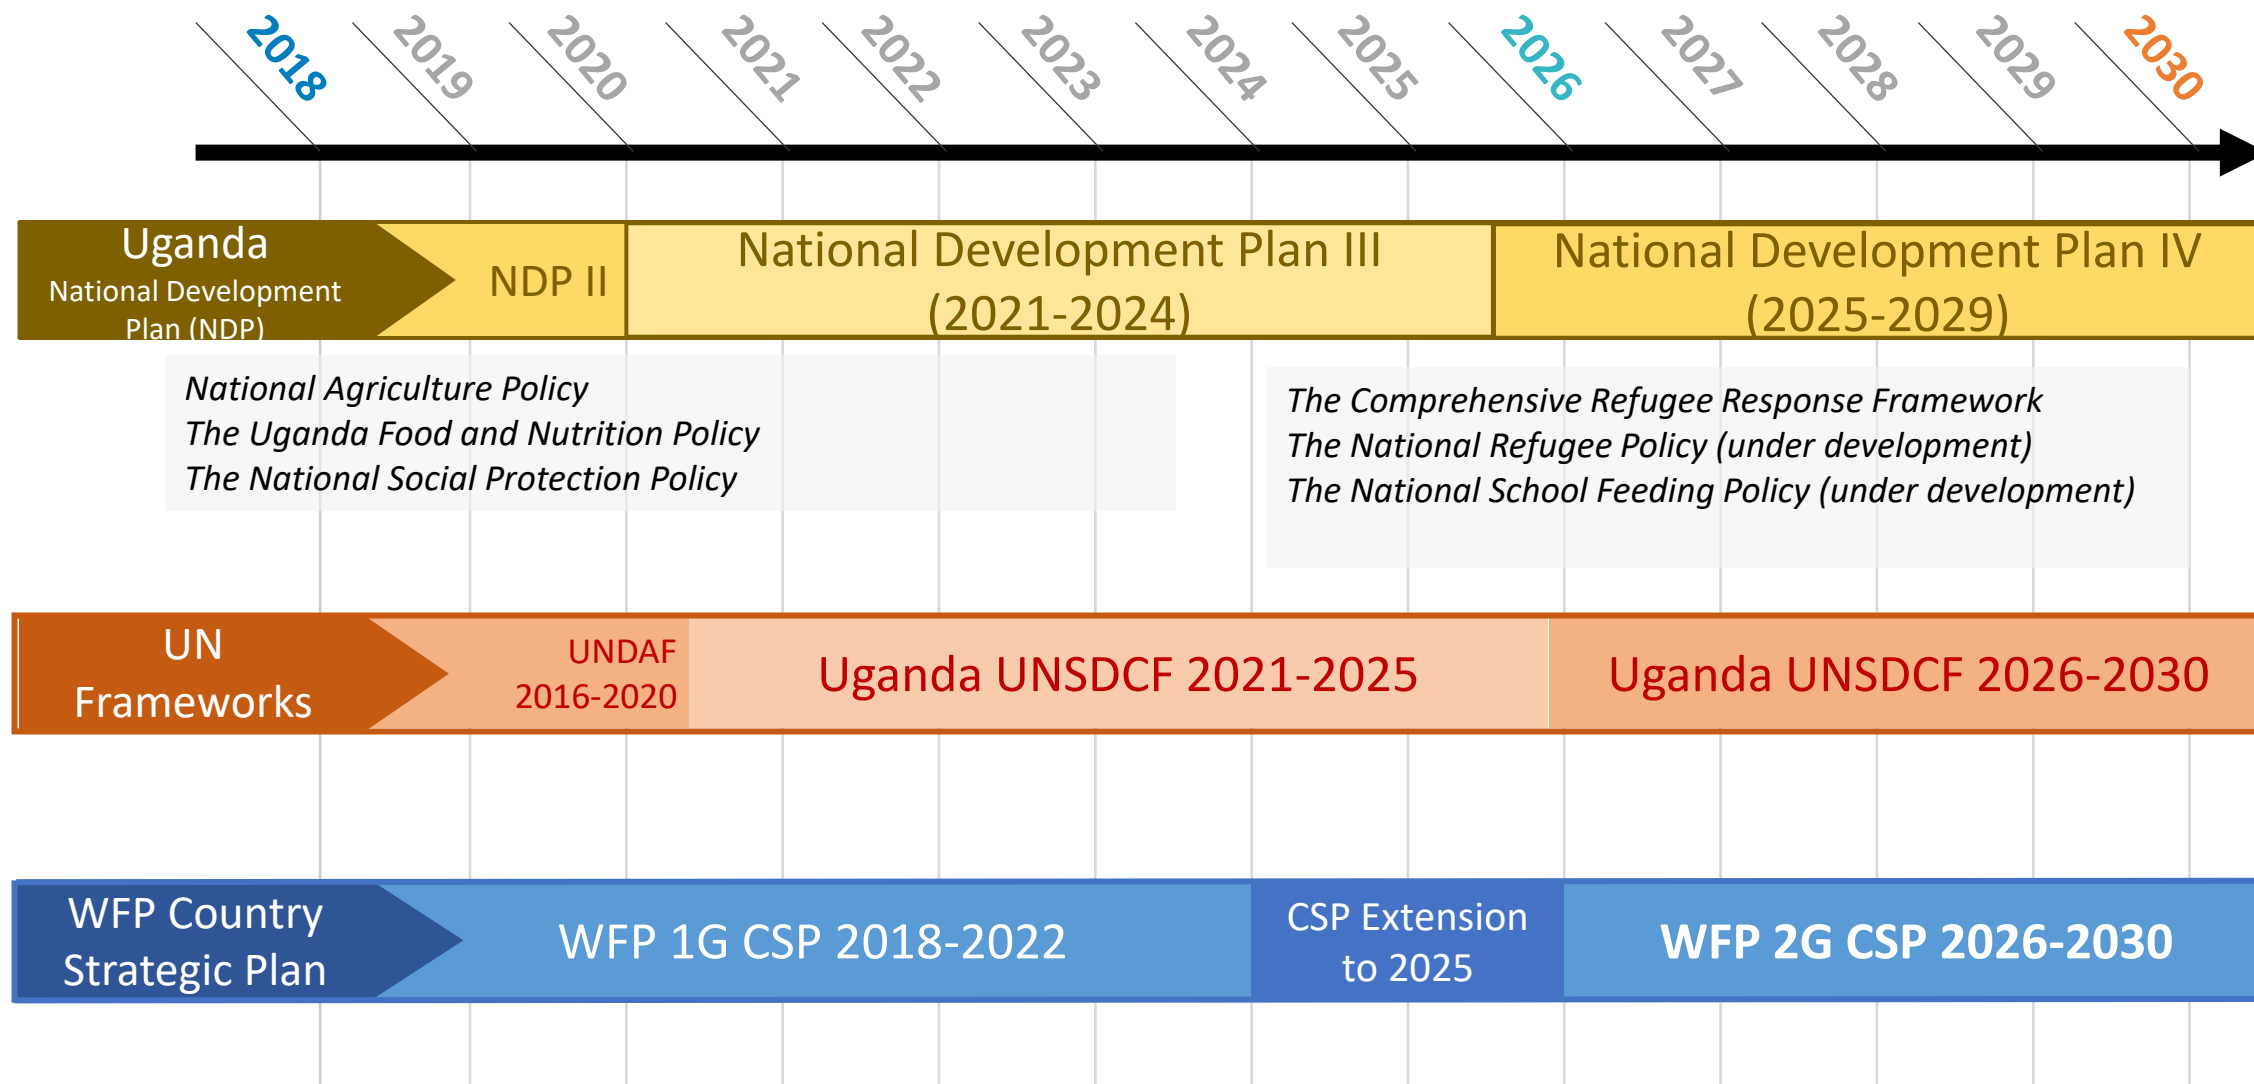 2018
2019
2020
2021
2022
2023
2024
2025
2026
2027
2028
2029
2030
Uganda
National Development
Plan (NDP)
NDP II
National Development Plan III
(2021-2024)
National Development Plan IV
(2025-2029)
National Agriculture Policy
The Uganda Food and Nutrition Policy
The National Social Protection Policy
The Comprehensive Refugee Response Framework
The National Refugee Policy (under development)
The National School Feeding Policy (under development)
UN
Frameworks
UNDAF
2016-2020
Uganda UNSDCF 2021-2025
Uganda UNSDCF 2026-2030
WFP Country
Strategic Plan
WFP 1G CSP 2018-2022
CSP Extension
to 2025
WFP 2G CSP 2026-2030